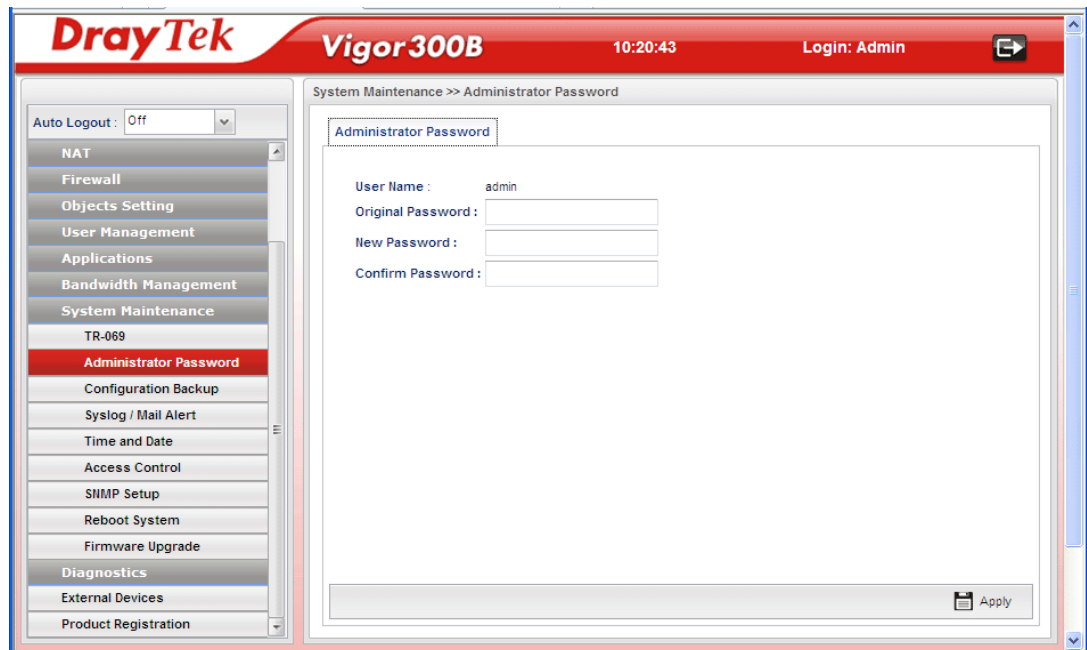 DrayTek
Vigor300B
10:20:43
Login: Admin
Auto Logout : Off
NAT
Firewall
Objects Setting
User Management
Applications
Bandwidth Management
System Maintenance
TR-069
Administrator Password
Configuration Backup
Syslog / Mail Alert
Time and Date
Access Control
SNMP Setup
Reboot System
Firmware Upgrade
Diagnostics
External Devices
Product Registration
System Maintenance >> Administrator Password
Administrator Password
User Name : admin
Original Password :
New Password :
Confirm Password :
Apply